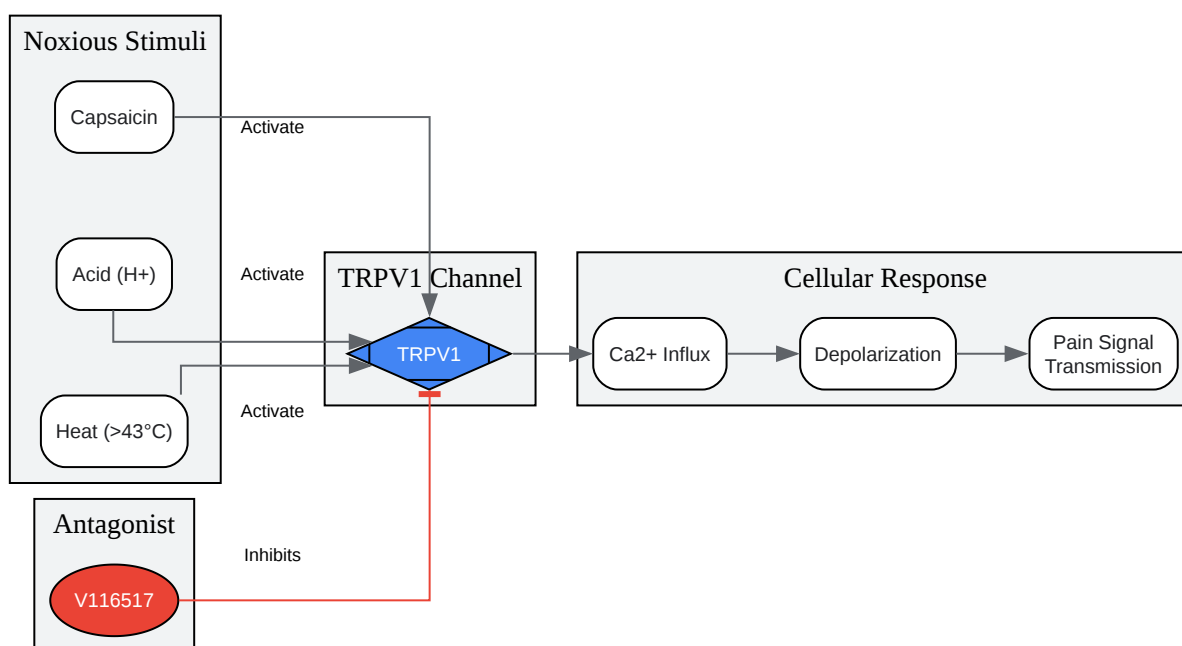 Noxious Stimuli
Capsaicin
Activate
Acid (H+)
Activate
Heat (>43°C)
Activate
TRPV1 Channel
TRPV1
Cellular Response
Ca2+ Influx
Depolarization
Pain Signal
Transmission
Antagonist
V116517
Inhibits